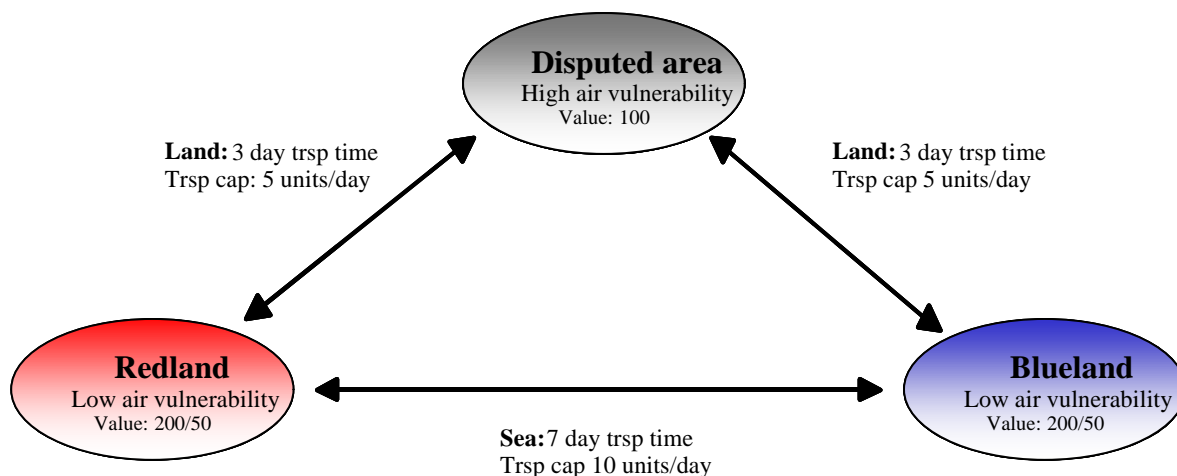 Disputed area
High air vulnerability
Value: 100
Land: 3 day trsp time
Trsp cap: 5 units/day
Land: 3 day trsp time
Trsp cap 5 units/day
Redland
Low air vulnerability
Value: 200/50
Blueland
Low air vulnerability
Value: 200/50
Sea: 7 day trsp time
Trsp cap 10 units/day